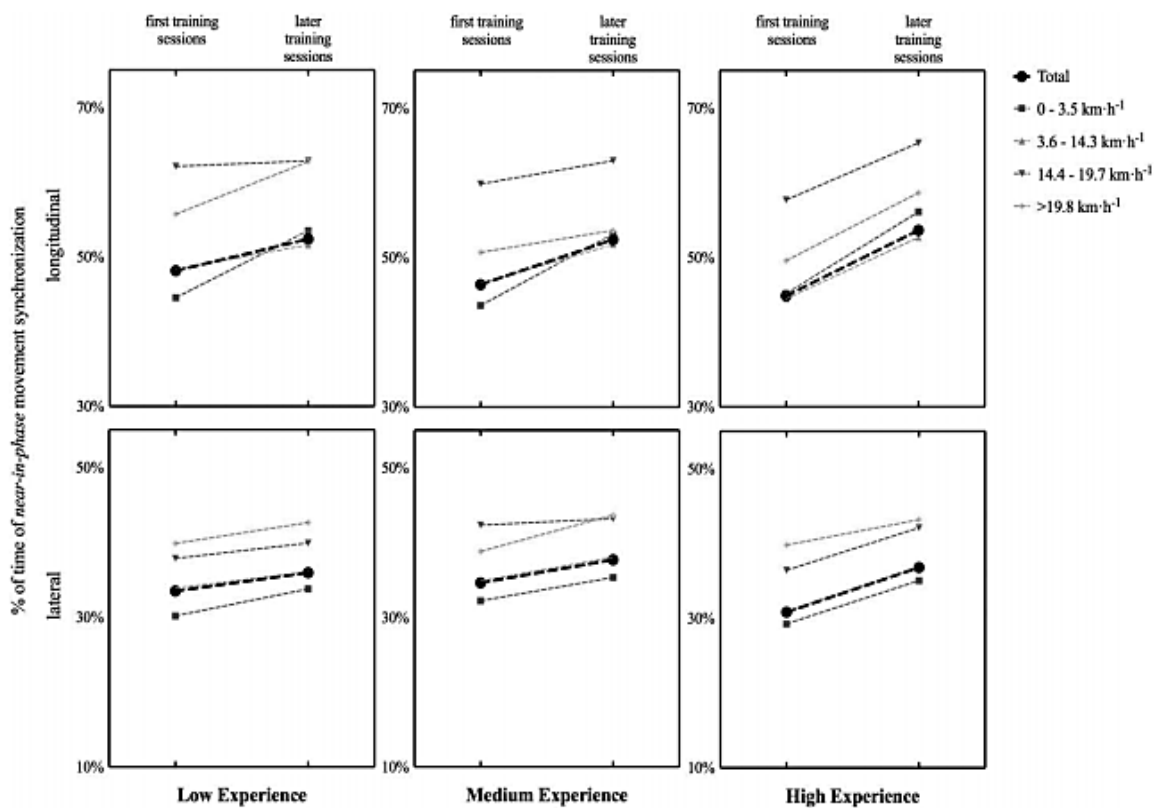 first training
sessions
later
training
sessions
first training
sessions
later
training
sessions
first training
sessions
later
training
sessions
70%
50%
30%
70%
50%
30%
70%
50%
30%
Total
0 - 3.5 km·h⁻¹
3.6 - 14.3 km·h⁻¹
14.4 - 19.7 km·h⁻¹
>19.8 km·h⁻¹
% of time of near-in-phase movement synchronization
longitudinal
lateral
50%
30%
10%
50%
30%
10%
50%
30%
10%
Low Experience
Medium Experience
High Experience